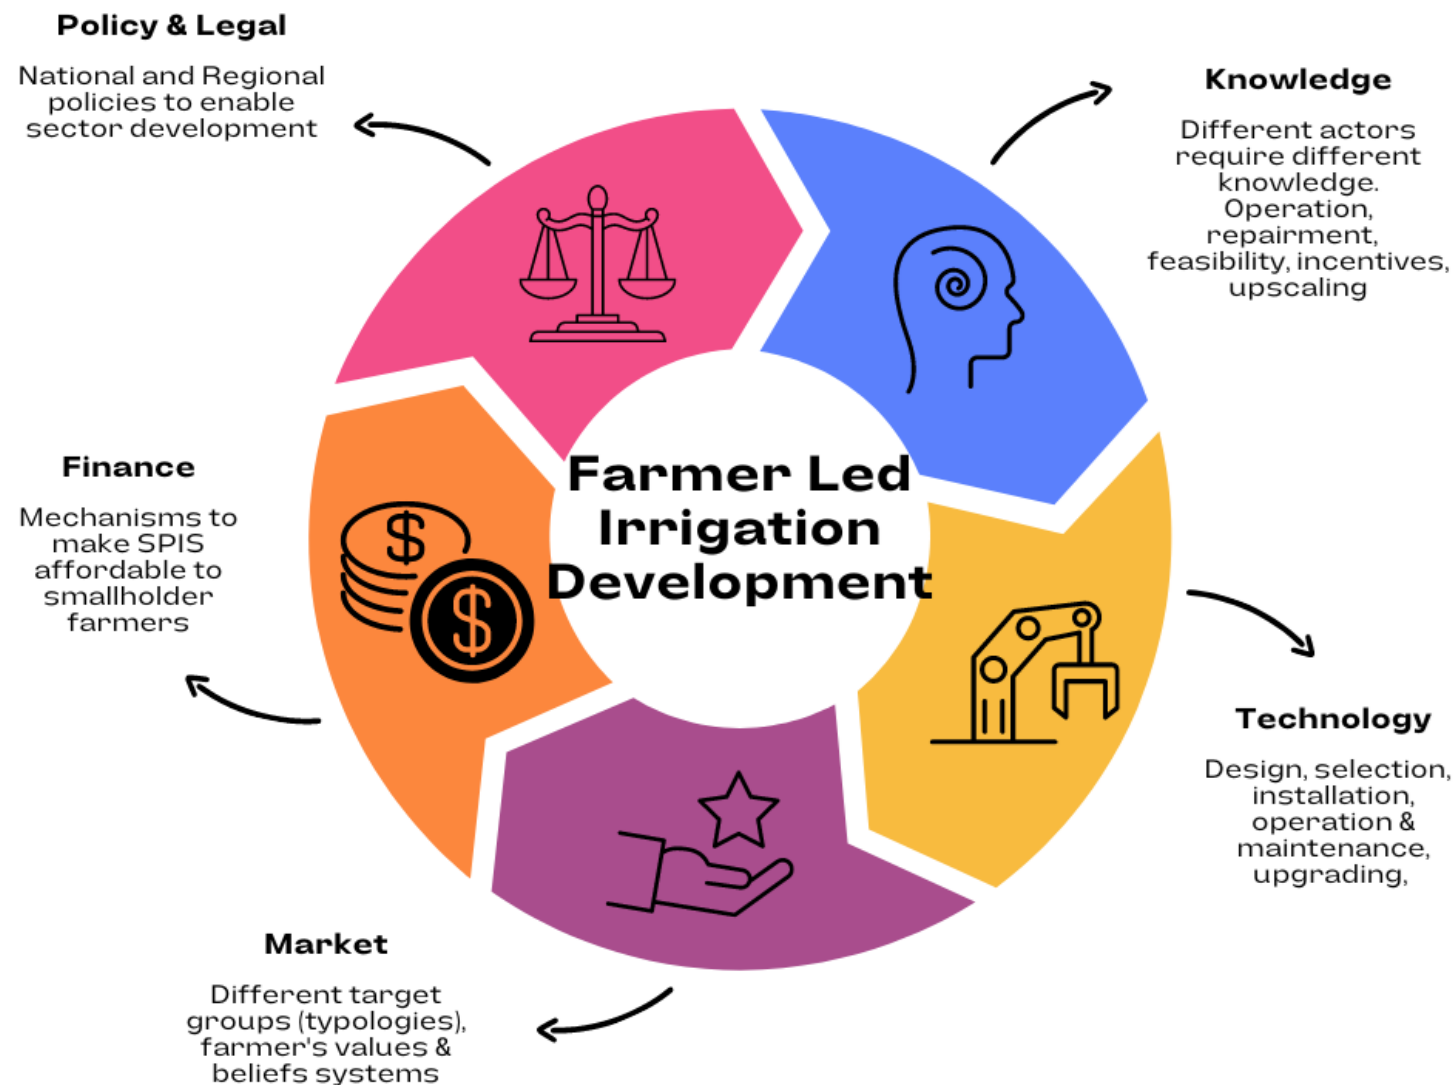 Policy & Legal
National and Regional
policies to enable
sector development
Knowledge
Different actors
require different
knowledge.
Operation,
repairment,
feasibility, incentives,
upscaling
Farmer Led
Irrigation
Development
Finance
Mechanisms to
make SPIS
affordable to
smallholder
farmers
Technology
Design, selection,
installation,
operation &
maintenance,
upgrading,
Market
Different target
groups (typologies),
farmer's values &
beliefs systems
$
$